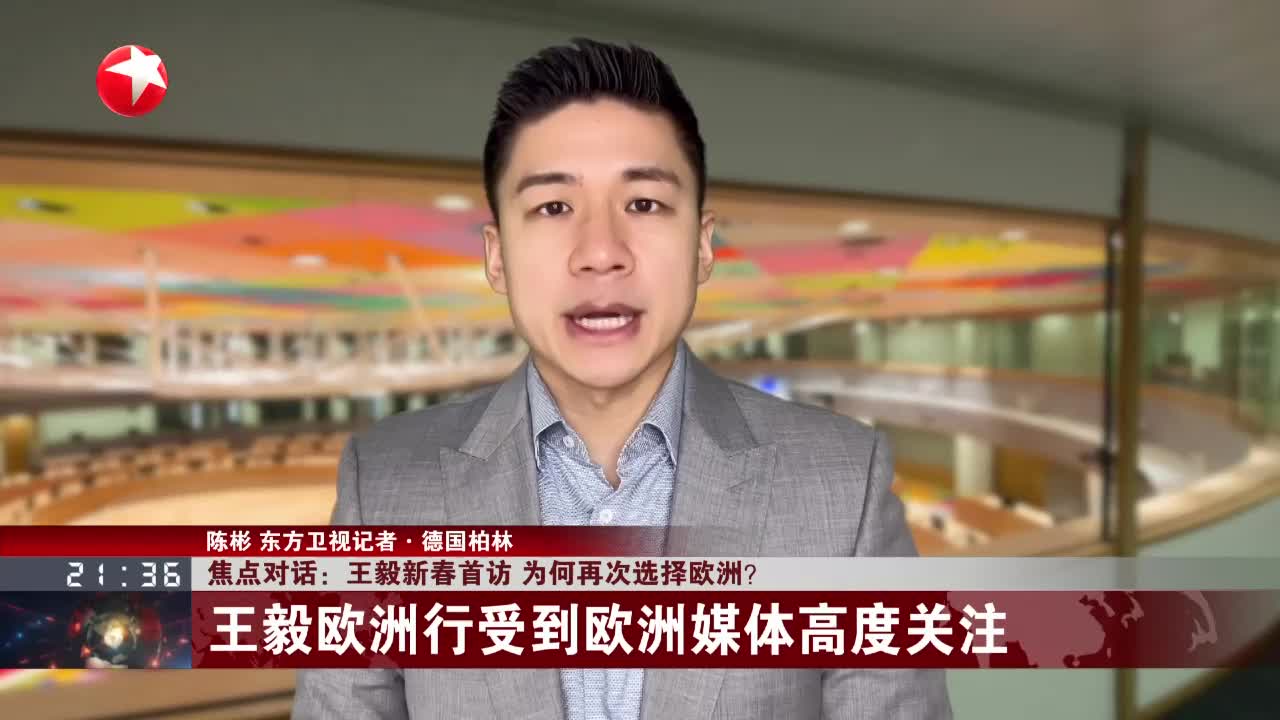 陈彬 东方卫视记者·德国柏林
21:36
焦点对话：王毅新春首访 为何再次选择欧洲？
王毅欧洲行受到欧洲媒体高度关注